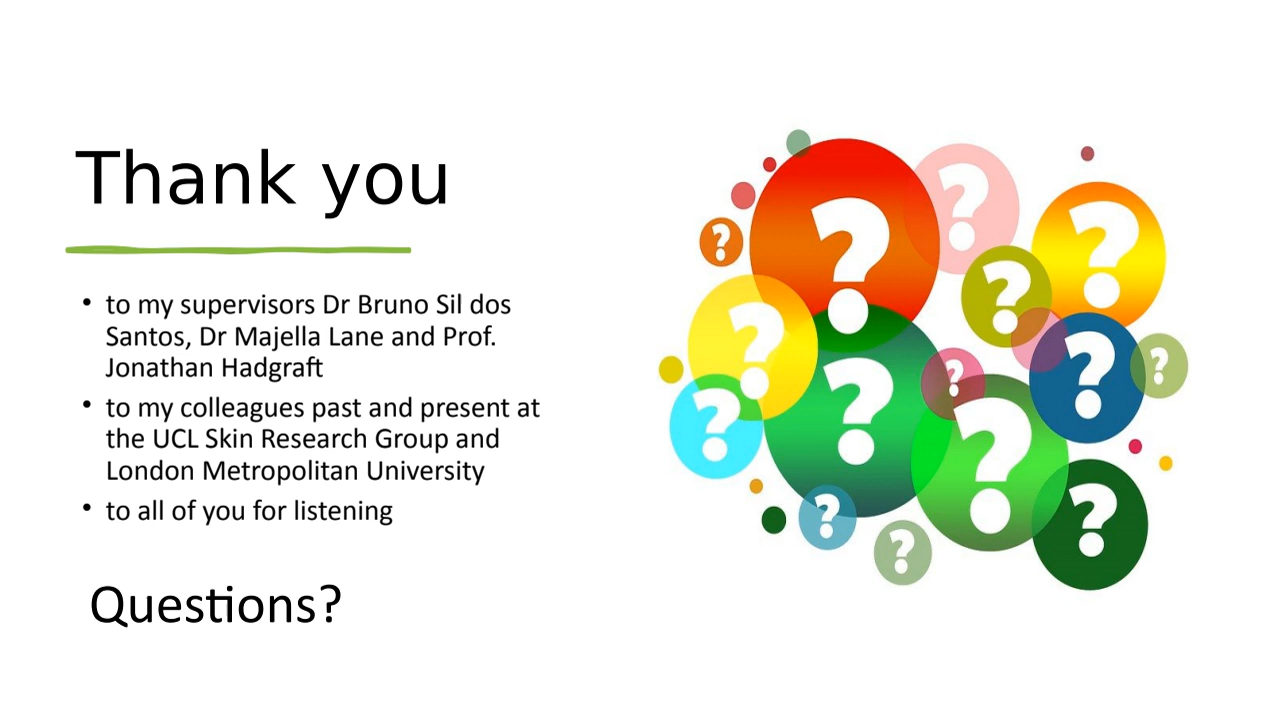 Thank you
• to my supervisors Dr Bruno Sil dos
Santos, Dr Majella Lane and Prof.
Jonathan Hadgraft
• to my colleagues past and present at
the UCL Skin Research Group and
London Metropolitan University
• to all of you for listening
Questions?
? ? ? ? ? ? ? ? ? ? ? ? ? ?